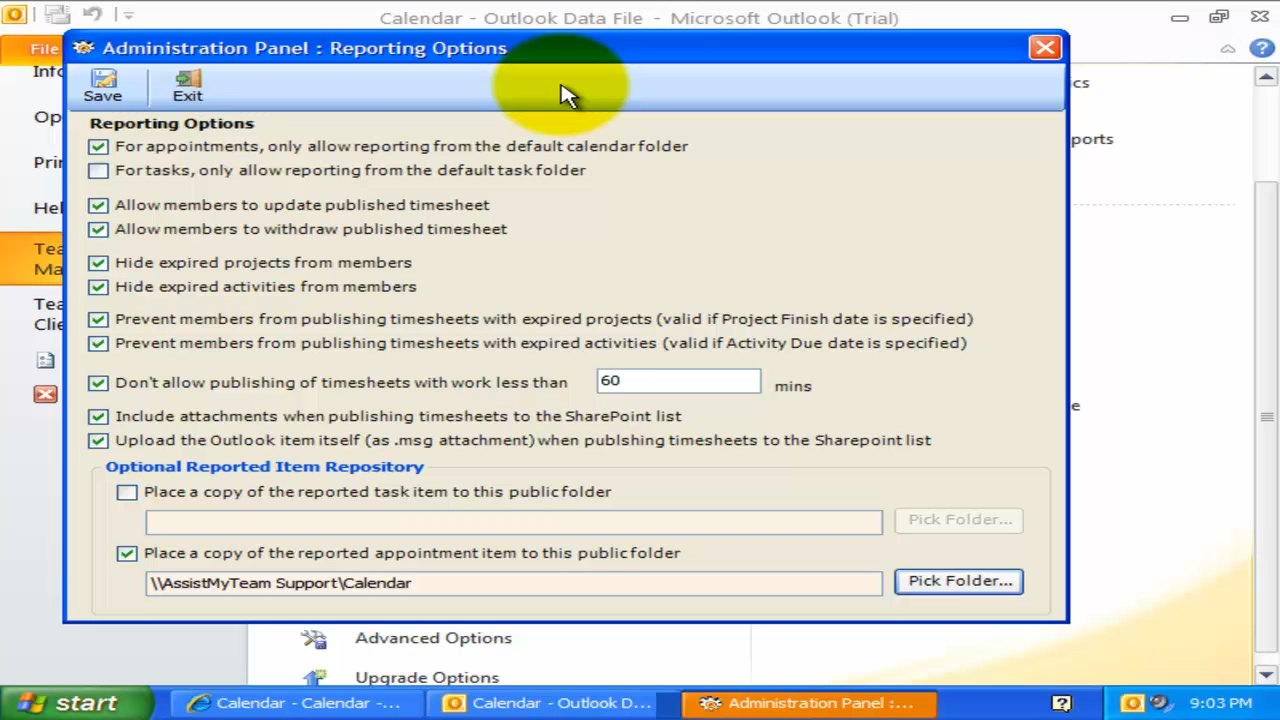 Calendar - Outlook Data File - Microsoft Outlook (Trial)
File
Administration Panel : Reporting Options
Save
Exit
Reporting Options
For appointments, only allow reporting from the default calendar folder
For tasks, only allow reporting from the default task folder
Allow members to update published timesheet
Allow members to withdraw published timesheet
Hide expired projects from members
Hide expired activities from members
Prevent members from publishing timesheets with expired projects (valid if Project Finish date is specified)
Prevent members from publishing timesheets with expired activities (valid if Activity Due date is specified)
Don't allow publishing of timesheets with work less than 60 mins
Include attachments when publishing timesheets to the SharePoint list
Upload the Outlook item itself (as .msg attachment) when publshing timesheets to the Sharepoint list
Optional Reported Item Repository
Place a copy of the reported task item to this public folder
Pick Folder...
Place a copy of the reported appointment item to this public folder
\\AssistMyTeam Support\Calendar
Pick Folder...
Advanced Options
Upgrade Options
start
Calendar - Calendar -...
Calendar - Outlook D...
Administration Panel :...
9:03 PM